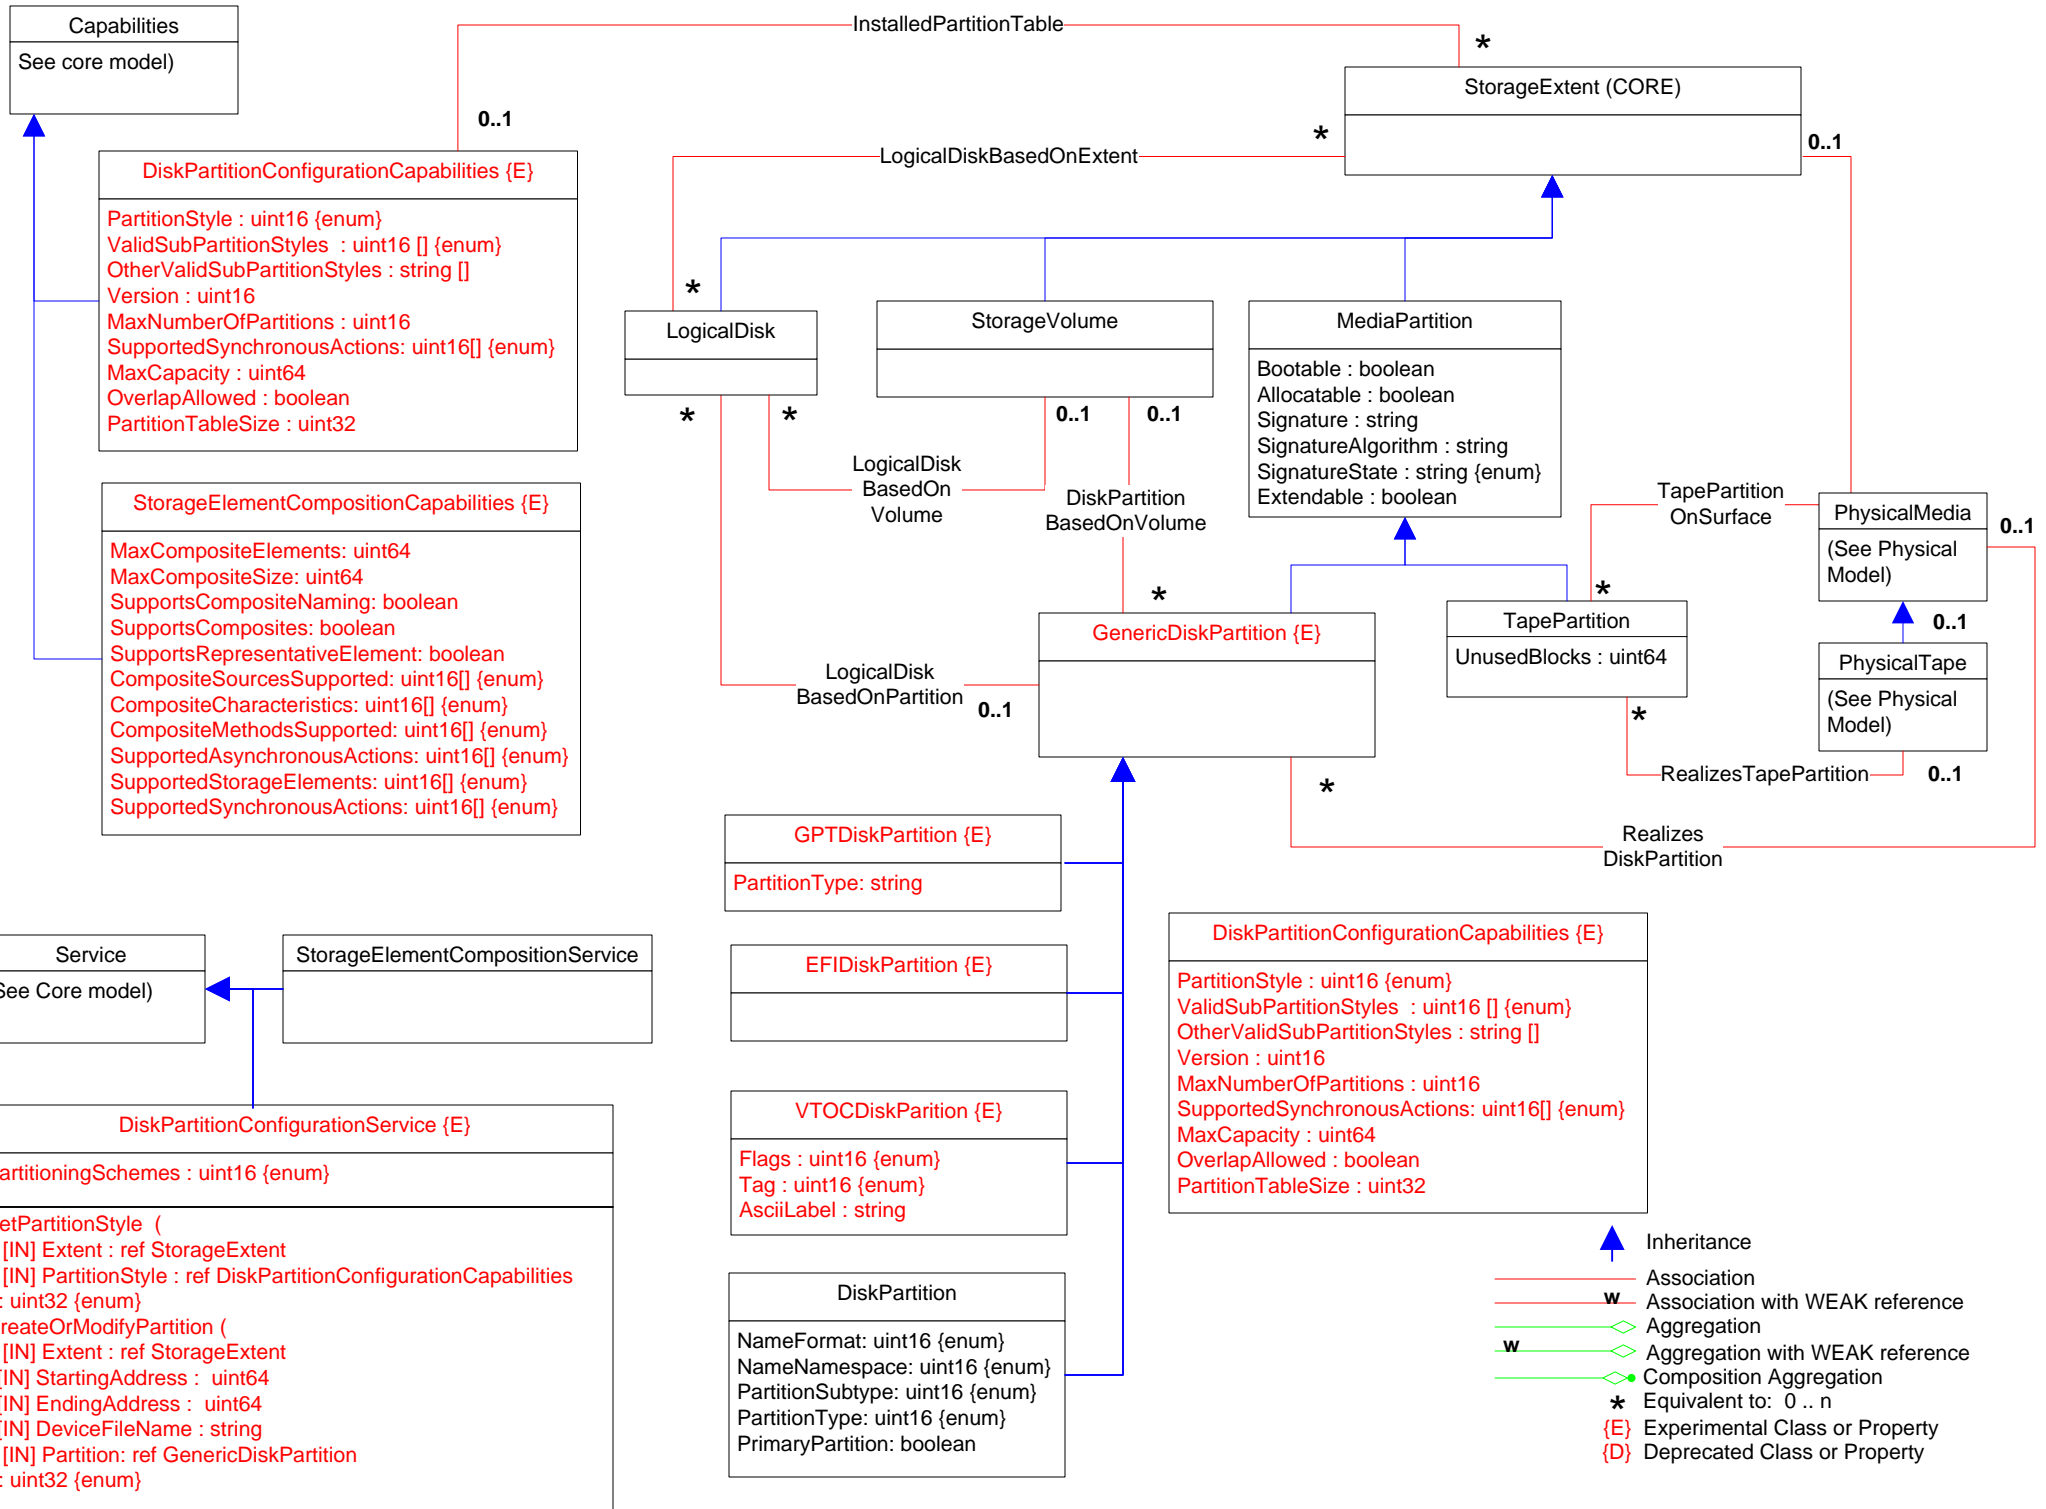 Capabilities
See core model)
InstalledPartitionTable
*
0..1
StorageExtent (CORE)
*
0..1
LogicalDiskBasedOnExtent
DiskPartitionConfigurationCapabilities {E}
PartitionStyle : uint16 {enum}
ValidSubPartitionStyles  : uint16 [] {enum}
OtherValidSubPartitionStyles : string []
Version : uint16
MaxNumberOfPartitions : uint16
SupportedSynchronousActions: uint16[] {enum}
MaxCapacity : uint64
OverlapAllowed : boolean
PartitionTableSize : uint32
*
LogicalDisk
*
*
StorageVolume
0..1
0..1
MediaPartition
Bootable : boolean
Allocatable : boolean
Signature : string
SignatureAlgorithm : string
SignatureState : string {enum}
Extendable : boolean
LogicalDisk
BasedOn
Volume
DiskPartition
BasedOnVolume
*
TapePartition
OnSurface
*
PhysicalMedia
(See Physical
Model)
0..1
0..1
StorageElementCompositionCapabilities {E}
MaxCompositeElements: uint64
MaxCompositeSize: uint64
SupportsCompositeNaming: boolean
SupportsComposites: boolean
SupportsRepresentativeElement: boolean
CompositeSourcesSupported: uint16[] {enum}
CompositeCharacteristics: uint16[] {enum}
CompositeMethodsSupported: uint16[] {enum}
SupportedAsynchronousActions: uint16[] {enum}
SupportedStorageElements: uint16[] {enum}
SupportedSynchronousActions: uint16[] {enum}
LogicalDisk
BasedOnPartition
0..1
GenericDiskPartition {E}
*
TapePartition
UnusedBlocks : uint64
*
PhysicalTape
(See Physical
Model)
RealizesTapePartition
0..1
Realizes
DiskPartition
GPTDiskPartition {E}
PartitionType: string
EFIDiskPartition {E}
VTOCDiskParition {E}
Flags : uint16 {enum}
Tag : uint16 {enum}
AsciiLabel : string
DiskPartition
NameFormat: uint16 {enum}
NameNamespace: uint16 {enum}
PartitionSubtype: uint16 {enum}
PartitionType: uint16 {enum}
PrimaryPartition: boolean
Service
See Core model)
StorageElementCompositionService
DiskPartitionConfigurationService {E}
artitioningSchemes : uint16 {enum}
etPartitionStyle  (
[IN] Extent : ref StorageExtent
[IN] PartitionStyle : ref DiskPartitionConfigurationCapabilities
: uint32 {enum}
reateOrModifyPartition (
[IN] Extent : ref StorageExtent
[IN] StartingAddress :  uint64
[IN] EndingAddress :  uint64
[IN] DeviceFileName : string
[IN] Partition: ref GenericDiskPartition
: uint32 {enum}
DiskPartitionConfigurationCapabilities {E}
PartitionStyle : uint16 {enum}
ValidSubPartitionStyles  : uint16 [] {enum}
OtherValidSubPartitionStyles : string []
Version : uint16
MaxNumberOfPartitions : uint16
SupportedSynchronousActions: uint16[] {enum}
MaxCapacity : uint64
OverlapAllowed : boolean
PartitionTableSize : uint32
Inheritance
Association
w Association with WEAK reference
Aggregation
w Aggregation with WEAK reference
Composition Aggregation
* Equivalent to:  0 .. n
{E} Experimental Class or Property
{D} Deprecated Class or Property